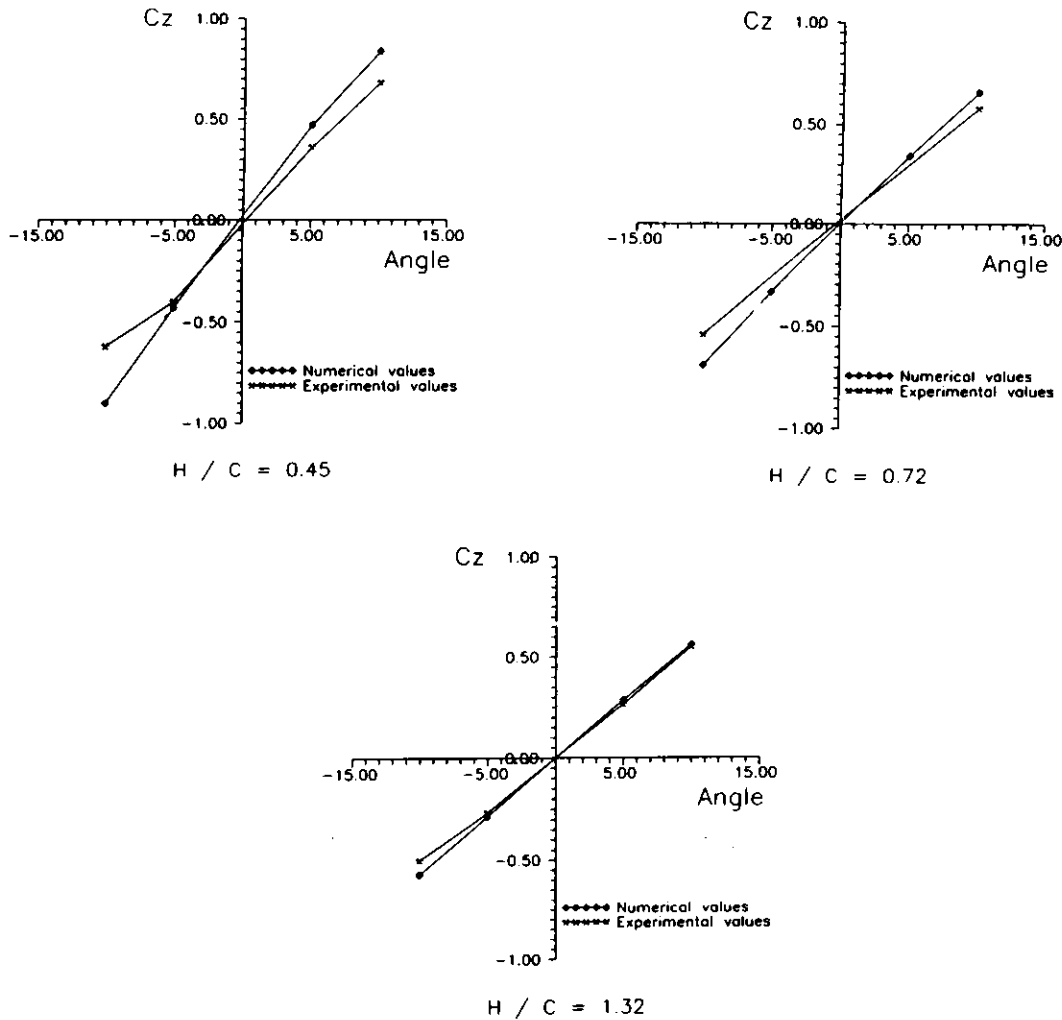 Cz 1.00
0.50
0.00
-15.00 -5.00 5.00 15.00
Angle
-0.50
Numerical values
Experimental values
-1.00
H / C = 0.45
Cz 1.00
0.50
0.00
-15.00 -5.00 5.00 15.00
Angle
-0.50
Numerical values
Experimental values
-1.00
H / C = 0.72
Cz 1.00
0.50
0.00
-15.00 -5.00 5.00 15.00
Angle
-0.50
Numerical values
Experimental values
-1.00
H / C = 1.32